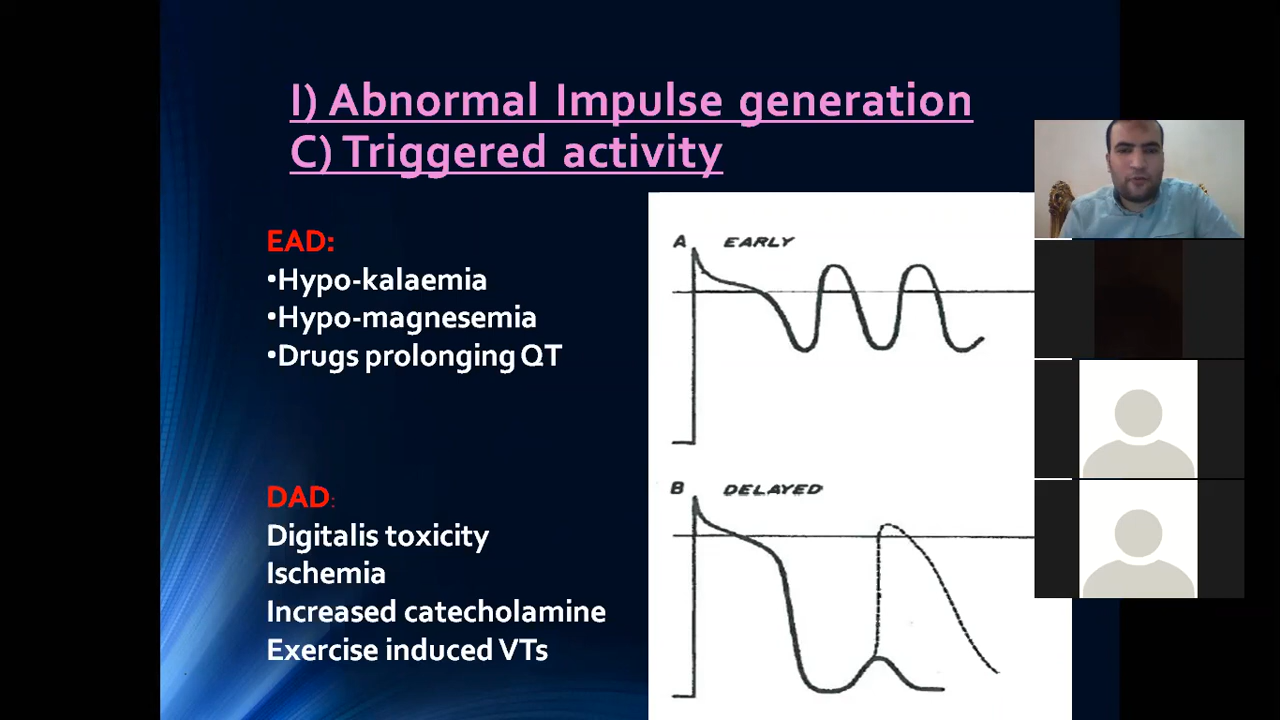 I) Abnormal Impulse generation
C) Triggered activity
EAD:
•Hypo-kalaemia
•Hypo-magnesemia
•Drugs prolonging QT
DAD:
Digitalis toxicity
Ischemia
Increased catecholamine
Exercise induced VTs
A EARLY
B DELAYED